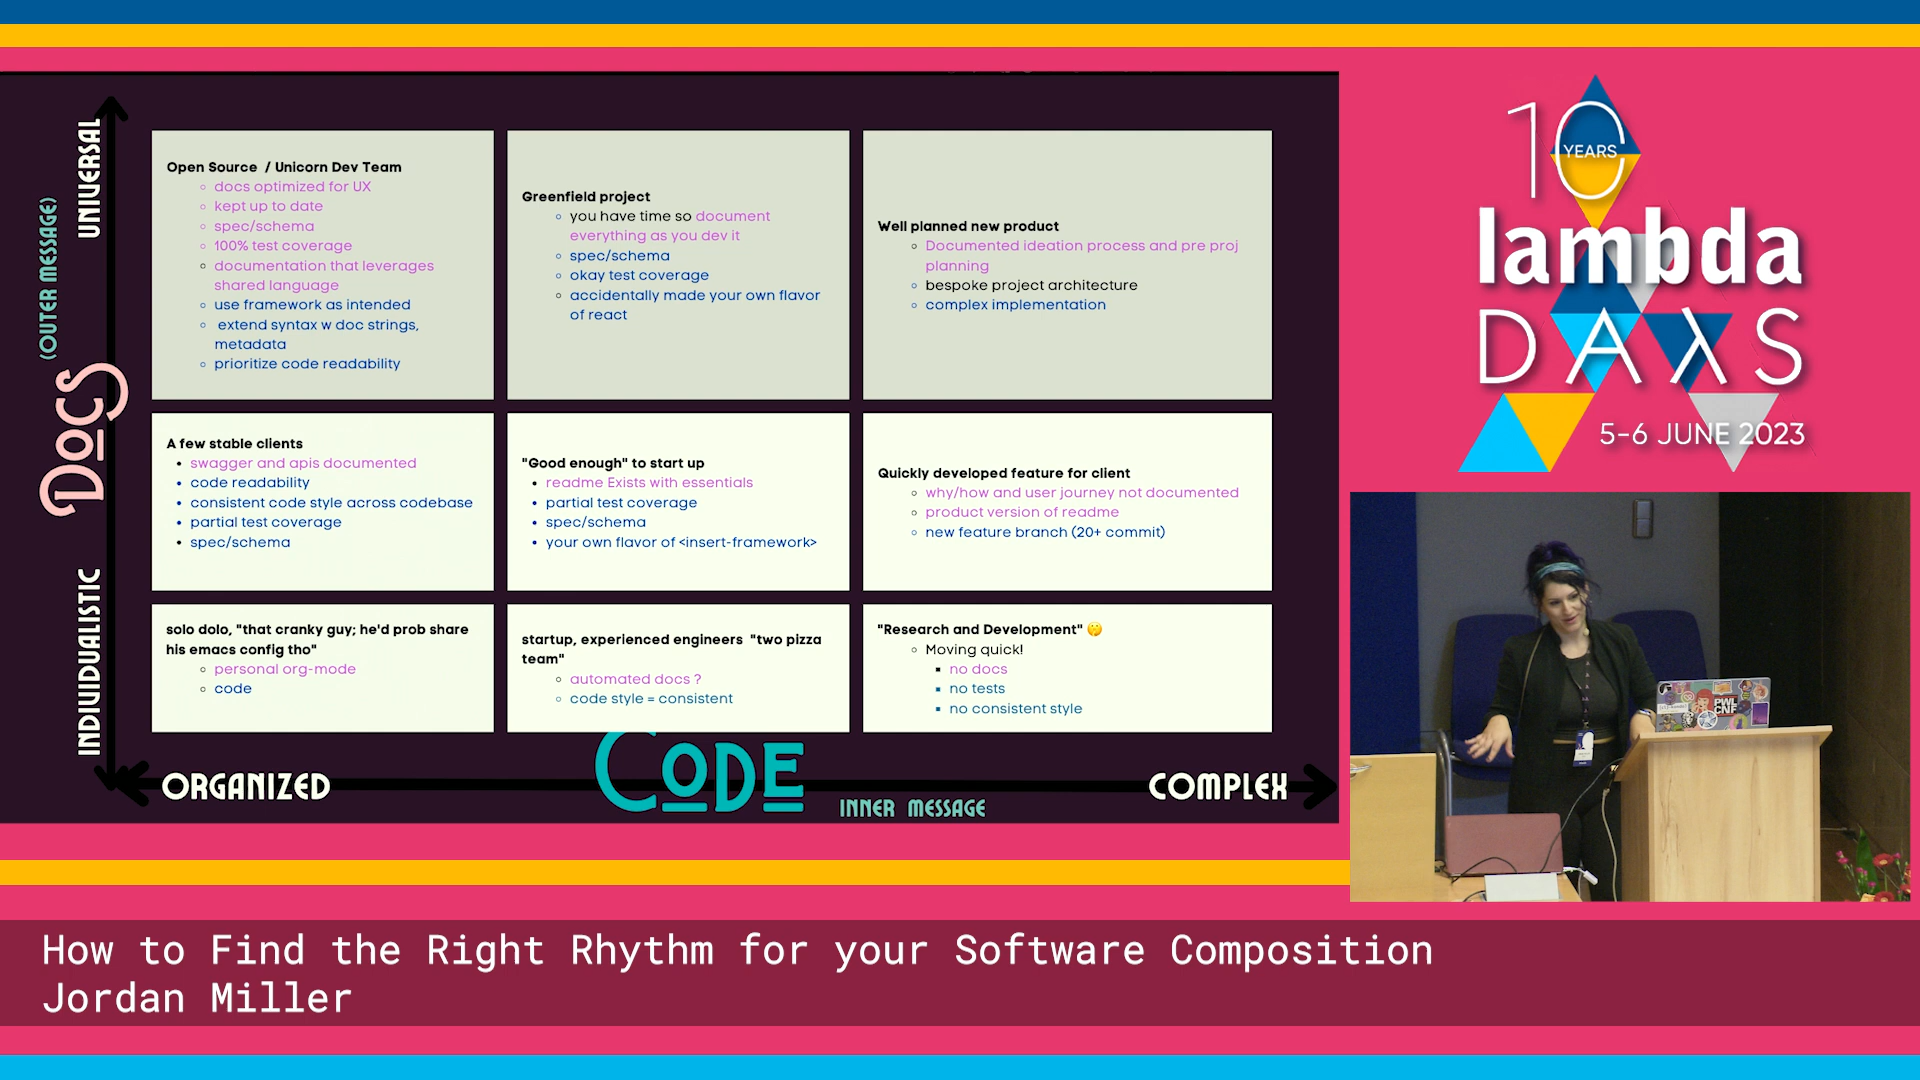 UNIVERSAL
(OUTER MESSAGE)
DOCS
INDIVIDUALISTIC
Open Source / Unicorn Dev Team
docs optimized for UX
kept up to date
spec/schema
100% test coverage
documentation that leverages
shared language
use framework as intended
extend syntax w doc strings,
metadata
prioritize code readability
Greenfield project
you have time so document
everything as you dev it
spec/schema
okay test coverage
accidentally made your own flavor
of react
Well planned new product
Documented ideation process and pre proj
planning
bespoke project architecture
complex implementation
A few stable clients
swagger and apis documented
code readability
consistent code style across codebase
partial test coverage
spec/schema
"Good enough" to start up
readme Exists with essentials
partial test coverage
spec/schema
your own flavor of <insert-framework>
Quickly developed feature for client
why/how and user journey not documented
product version of readme
new feature branch (20+ commit)
solo dolo, "that cranky guy; he'd prob share
his emacs config tho"
personal org-mode
code
startup, experienced engineers "two pizza
team"
automated docs ?
code style = consistent
"Research and Development" 🤫
Moving quick!
no docs
no tests
no consistent style
ORGANIZED
CODE
INNER MESSAGE
COMPLEX
10
YEARS
lambda
DAλS
5-6 JUNE 2023
PWL
CNF
How to Find the Right Rhythm for your Software Composition
Jordan Miller